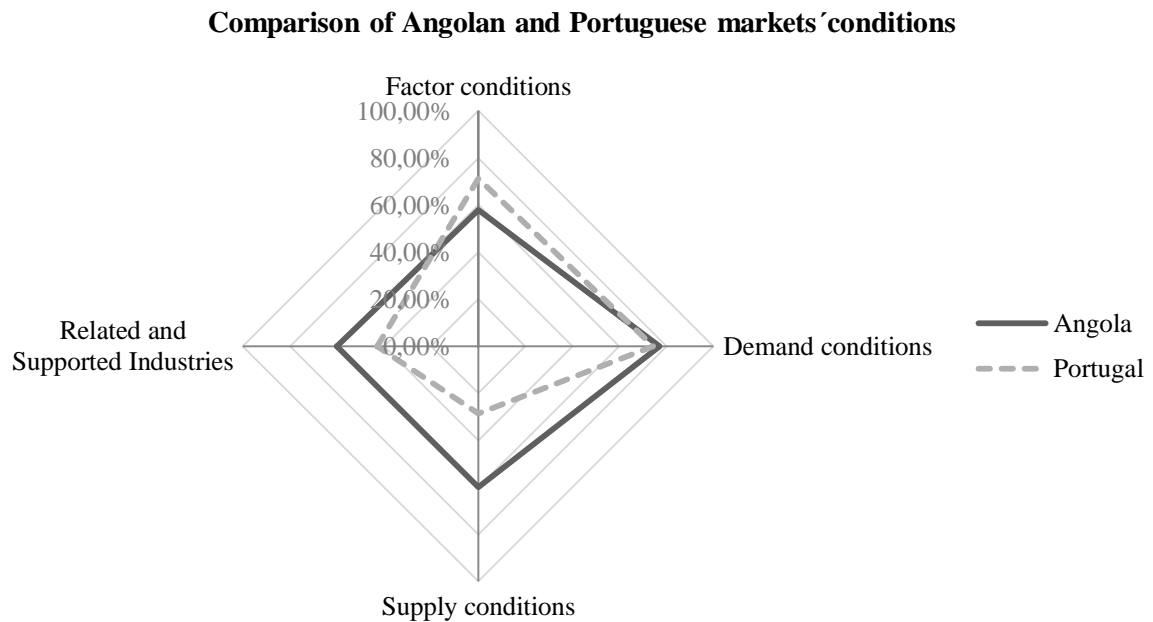 Comparison of Angolan and Portuguese markets´conditions
Factor conditions
100,00%
80,00%
60,00%
40,00%
20,00%
0,00%
Related and
Supported Industries
Demand conditions
Supply conditions
Angola
Portugal